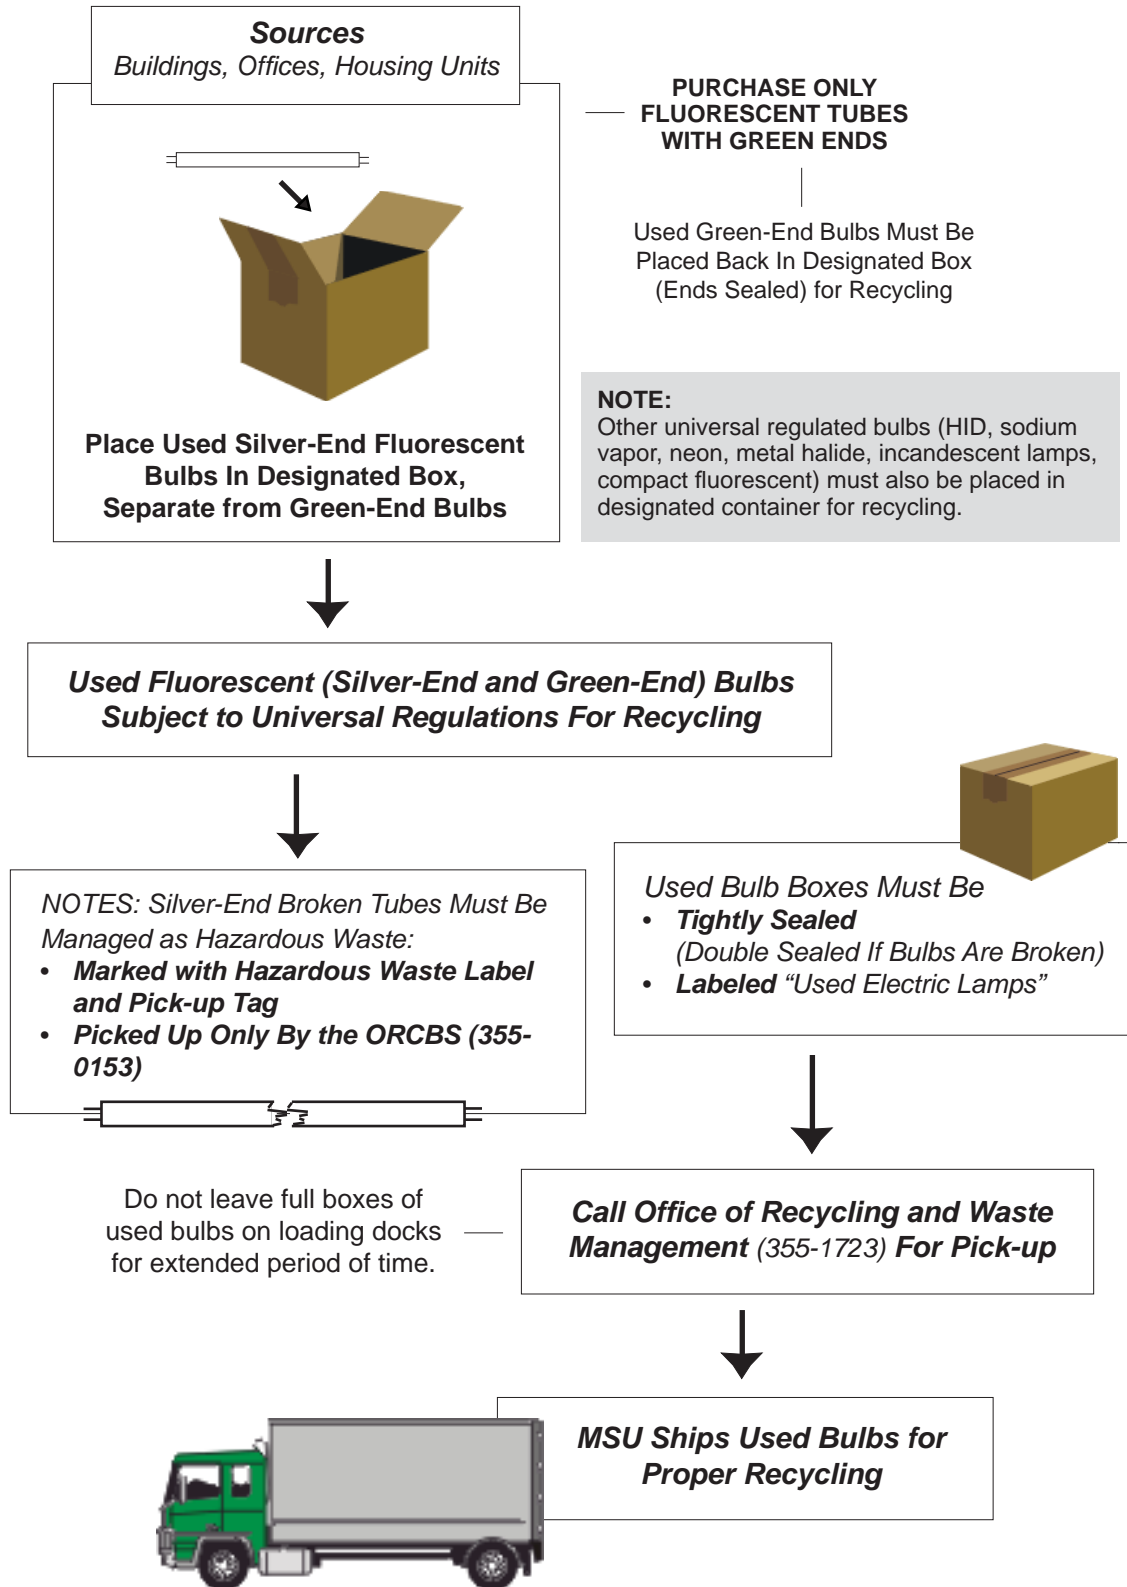 Sources
Buildings, Offices, Housing Units
PURCHASE ONLY
FLUORESCENT TUBES
WITH GREEN ENDS
Used Green-End Bulbs Must Be
Placed Back In Designated Box
(Ends Sealed) for Recycling
Place Used Silver-End Fluorescent
Bulbs In Designated Box,
Separate from Green-End Bulbs
NOTE:
Other universal regulated bulbs (HID, sodium
vapor, neon, metal halide, incandescent lamps,
compact fluorescent) must also be placed in
designated container for recycling.
Used Fluorescent (Silver-End and Green-End) Bulbs
Subject to Universal Regulations For Recycling
NOTES: Silver-End Broken Tubes Must Be
Managed as Hazardous Waste:
• Marked with Hazardous Waste Label
and Pick-up Tag
• Picked Up Only By the ORCBS (355-
0153)
Used Bulb Boxes Must Be
• Tightly Sealed
(Double Sealed If Bulbs Are Broken)
• Labeled “Used Electric Lamps”
Do not leave full boxes of
used bulbs on loading docks
for extended period of time.
Call Office of Recycling and Waste
Management (355-1723) For Pick-up
MSU Ships Used Bulbs for
Proper Recycling